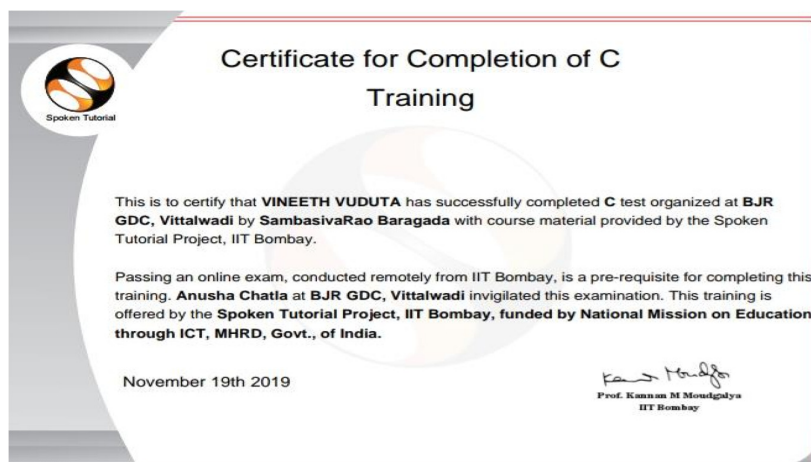 Certificate for Completion of C
Training
Spoken Tutorial
This is to certify that VINEETH VUDUTA has successfully completed C test organized at BJR
GDC, Vittalwadi by SambasivaRao Baragada with course material provided by the Spoken
Tutorial Project, IIT Bombay.
Passing an online exam, conducted remotely from IIT Bombay, is a pre-requisite for completing this
training. Anusha Chatla at BJR GDC, Vittalwadi invigilated this examination. This training is
offered by the Spoken Tutorial Project, IIT Bombay, funded by National Mission on Education
through ICT, MHRD, Govt., of India.
November 19th 2019
Prof. Kannan M Moudgalya
IIT Bombay